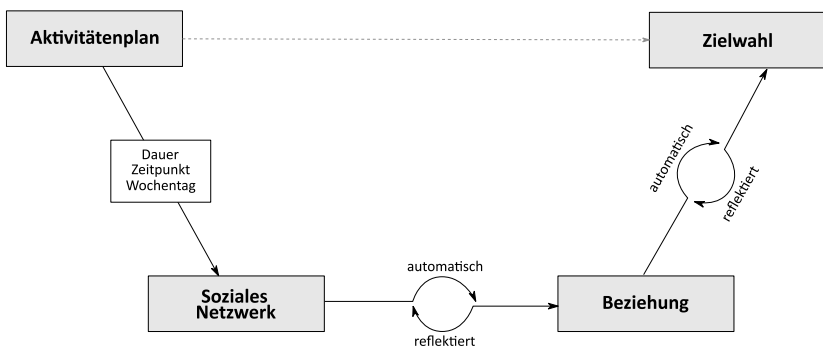 Aktivitätenplan
Zielwahl
Dauer
Zeitpunkt
Wochentag
automatisch
reflektiert
Soziales
Netzwerk
automatisch
reflektiert
Beziehung